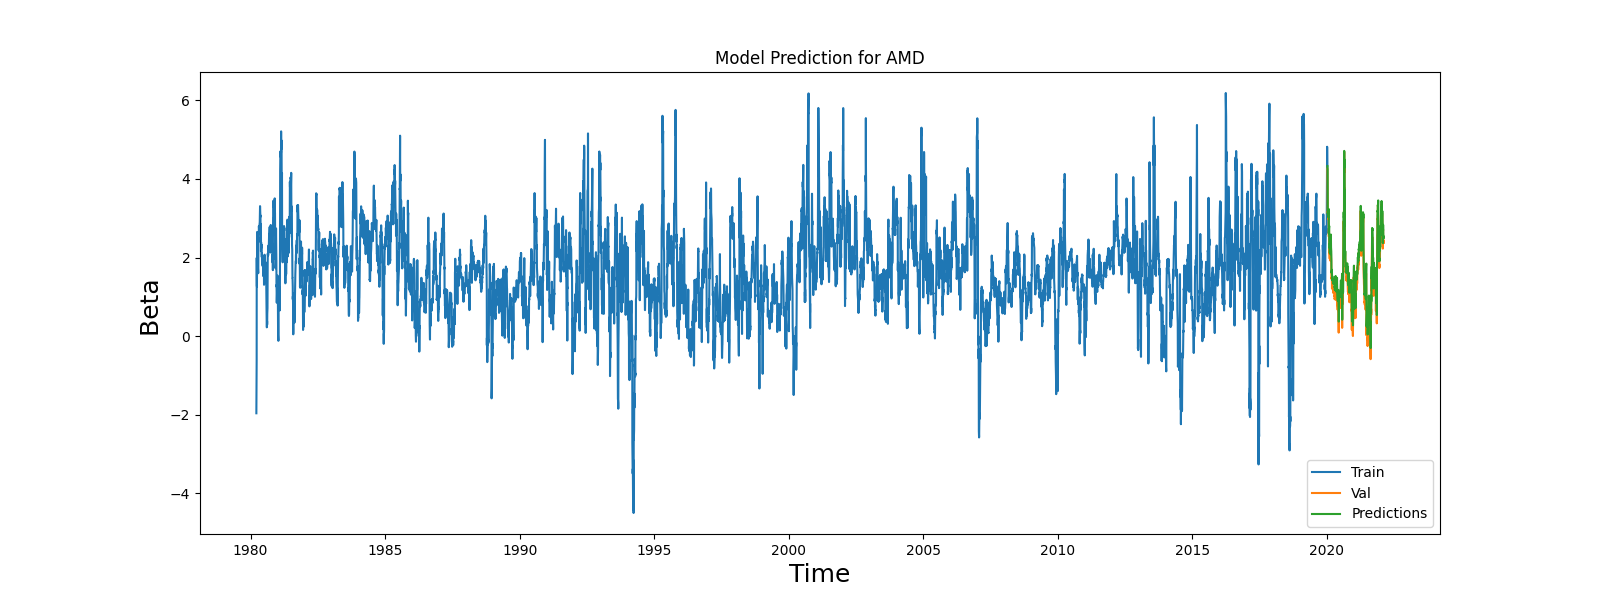 Model Prediction for AMD
Beta
6
4
2
0
−2
−4
1980 1985 1990 1995 2000 2005 2010 2015 2020
Time
Train
Val
Predictions